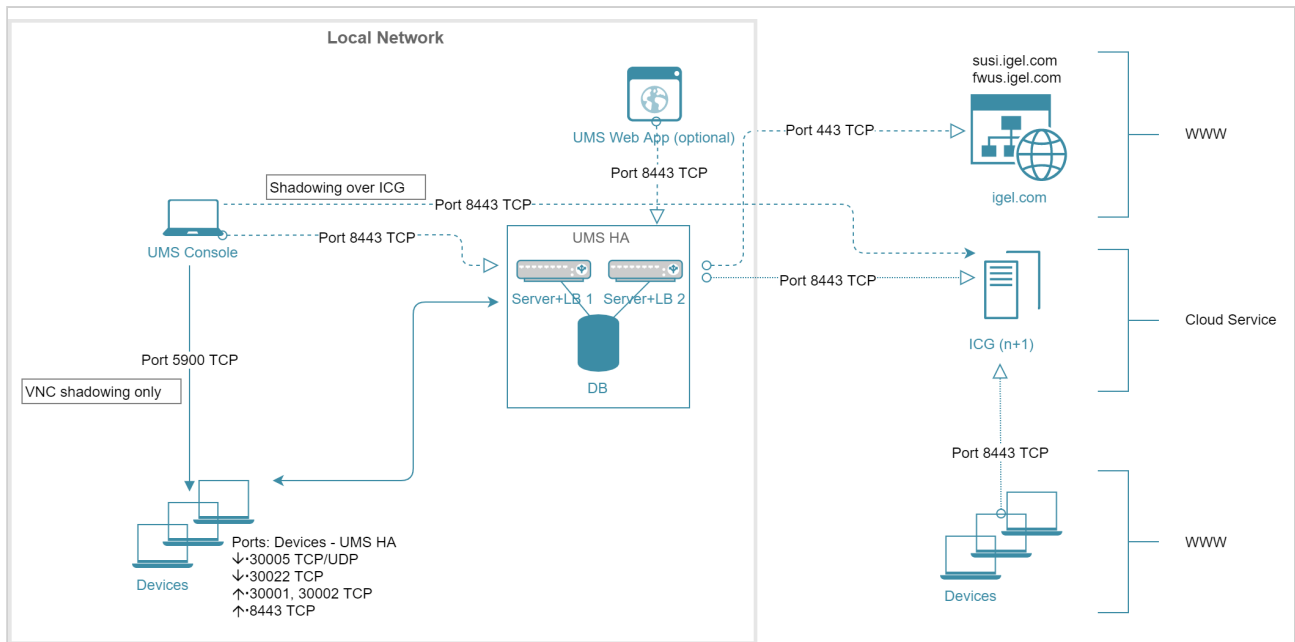 Local Network
susi.igel.com
fwus.igel.com
UMS Web App (optional)
Port 443 TCP
WWW
Port 8443 TCP
Shadowing over ICG
igel.com
Port 8443 TCP
UMS Console
Port 8443 TCP
UMS HA
Port 8443 TCP
Server+LB 1
Server+LB 2
Cloud Service
ICG (n+1)
Port 5900 TCP
DB
VNC shadowing only
Port 8443 TCP
Ports: Devices - UMS HA
↓·30005 TCP/UDP
↓·30022 TCP
↑·30001, 30002 TCP
↑·8443 TCP
Devices
WWW
Devices